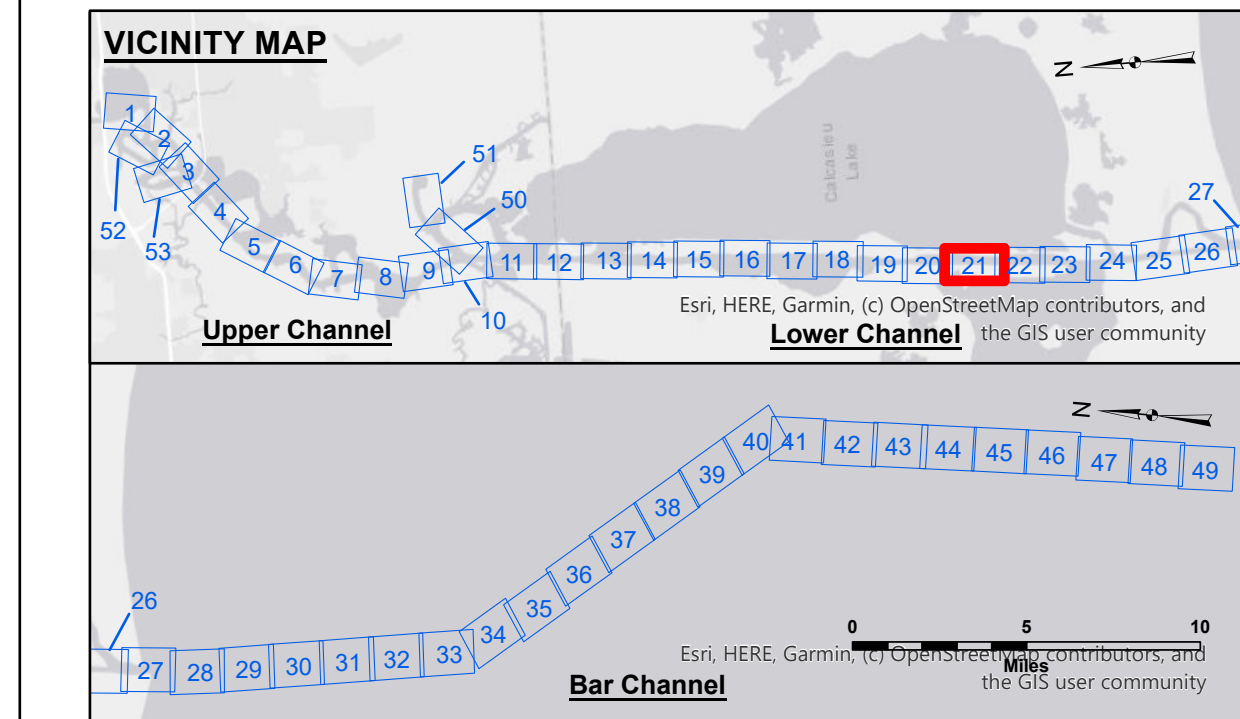 VICINITY MAP
N
1
2
3
52
53
4
5
6
7
8
9
10
51
50
11 12 13 14 15 16 17 18 19 20 21 22 23 24 25 26
27
Calcasieu
Lake
Upper Channel
Esri, HERE, Garmin, (c) OpenStreetMap contributors, and
Lower Channel the GIS user community
N
40 41 42 43 44 45 46 47 48 49
39
38
37
36
35
34
26
27 28 29 30 31 32 33
0 5 10
Miles
Esri, HERE, Garmin, (c) OpenStreetMap contributors, and
the GIS user community
Bar Channel